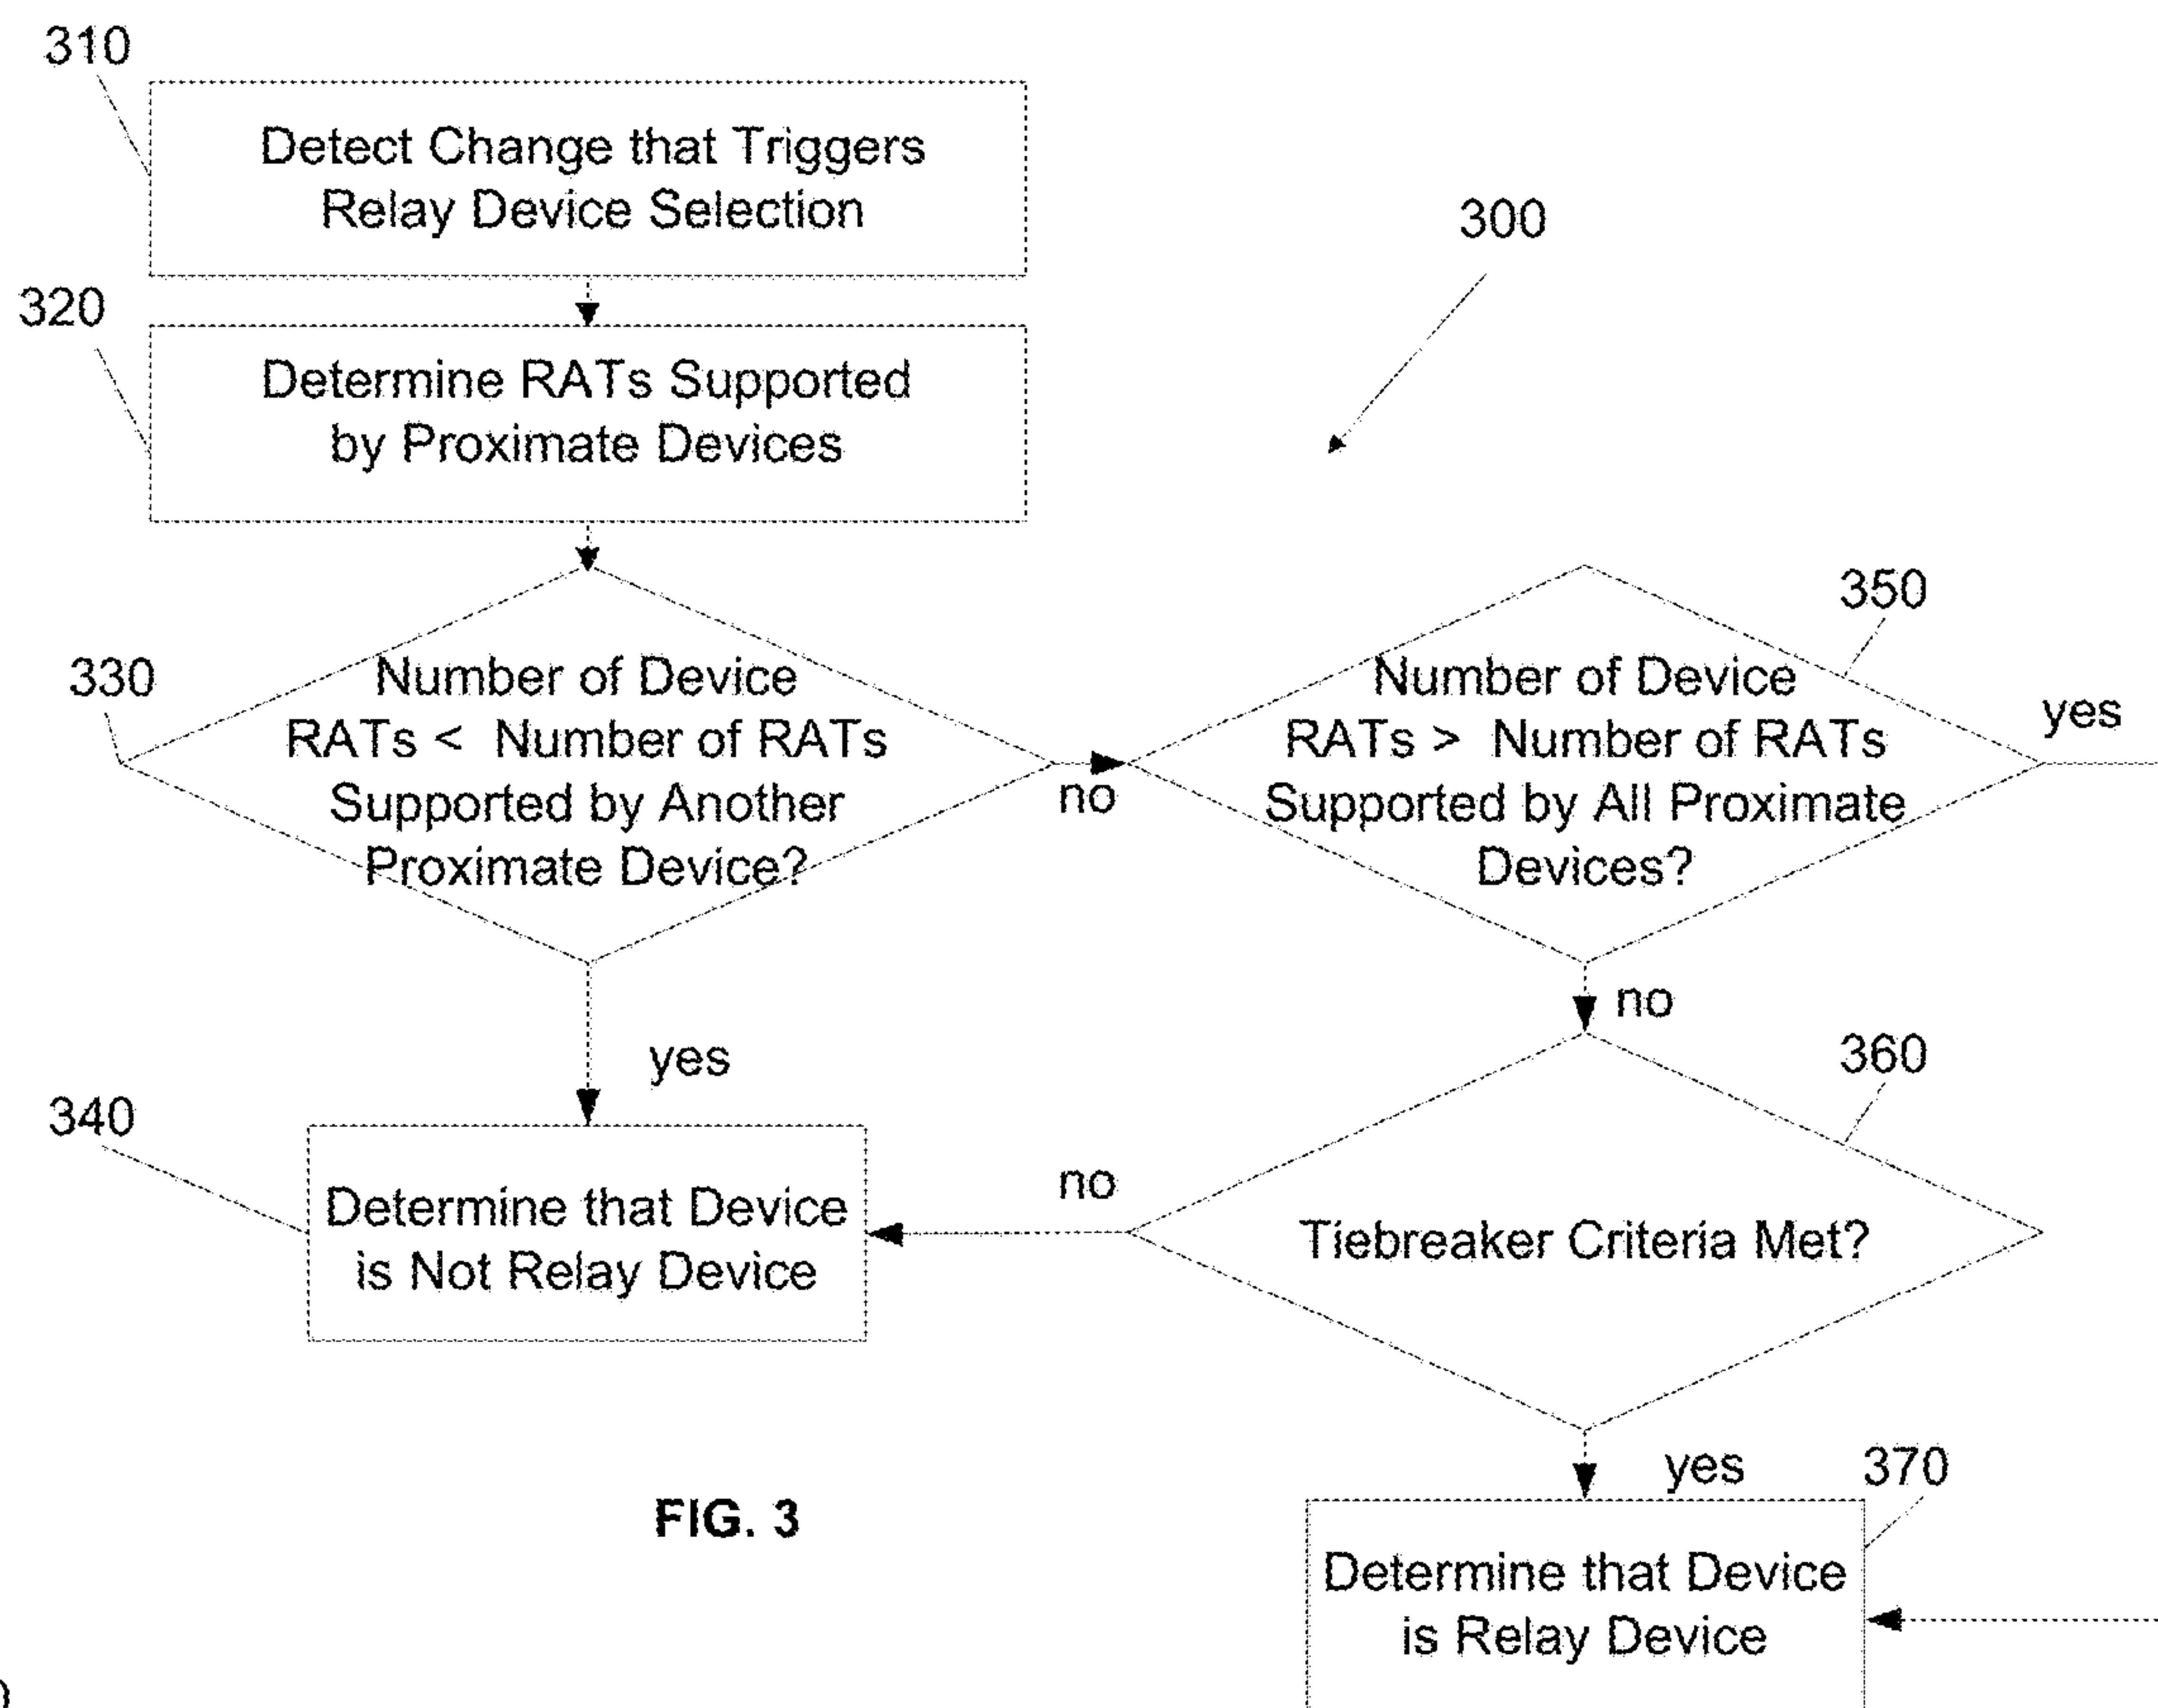 310
Detect Change that Triggers
Relay Device Selection
300
320
Determine RATs Supported
by Proximate Devices
330
Number of Device
RATs < Number of RATs
Supported by Another
Proximate Device?
no
350
Number of Device
RATs > Number of RATs
Supported by All Proximate
Devices?
yes
no
yes
340
Determine that Device
is Not Relay Device
no
360
Tiebreaker Criteria Met?
yes
370
Determine that Device
is Relay Device
FIG. 3